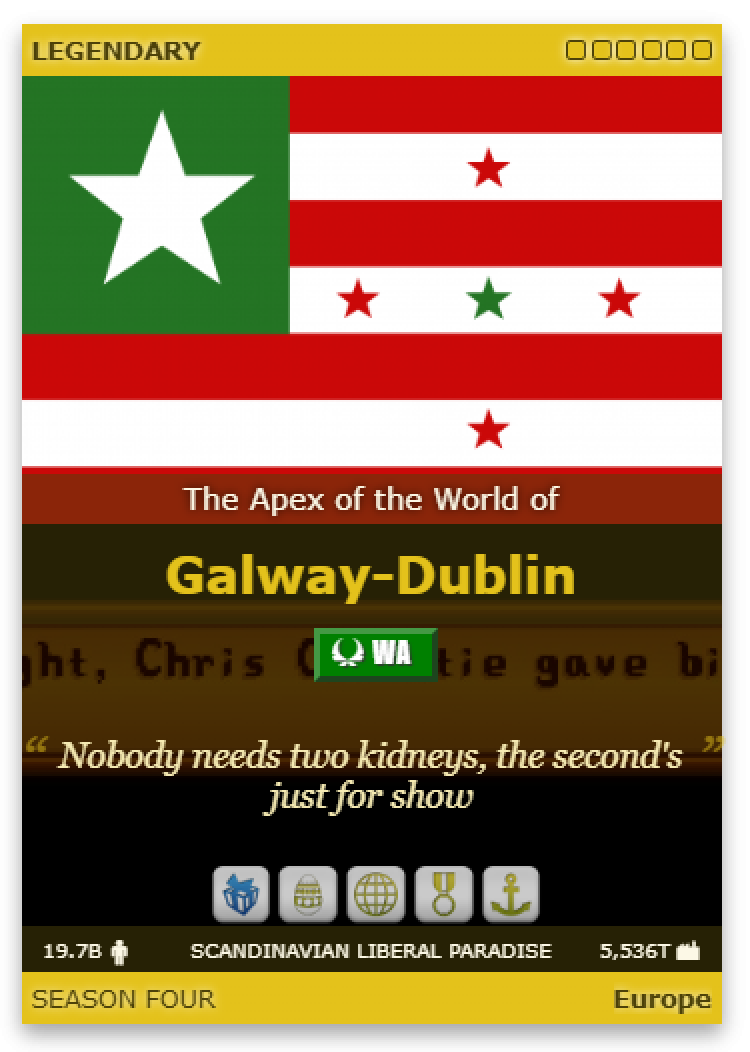 LEGENDARY
The Apex of the World of
Galway-Dublin
ght, Chris C tie gave bi
WA
“ Nobody needs two kidneys, the second's ”
just for show
19.7B SCANDINAVIAN LIBERAL PARADISE 5,536T
SEASON FOUR Europe